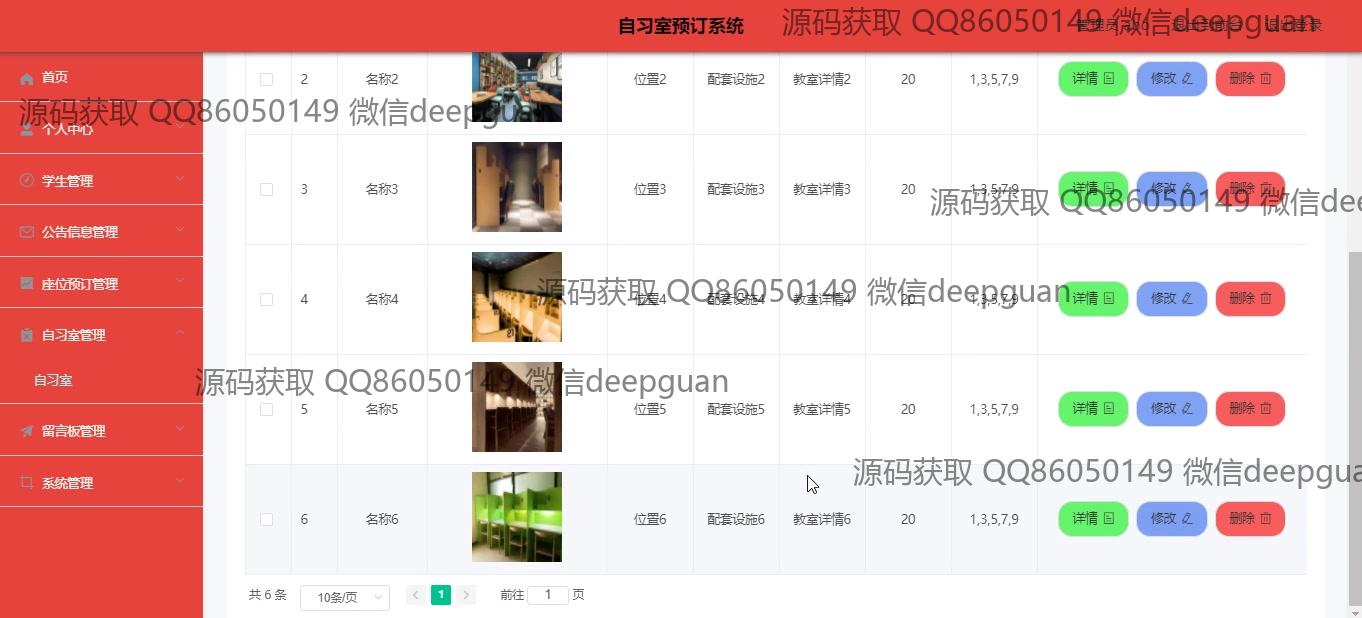 自习室预订系统
源码获取 QQ86050149 微信deepguan
首页
2 名称2 位置2 配套设施2 教室详情2 20 1,3,5,7,9 详情 修改 删除
源码获取 QQ86050149 微信deepguan
个人中心
学生管理
3 名称3 位置3 配套设施3 教室详情3 20 1,3,5,7,9 详情 修改 删除
源码获取 QQ86050149 微信dee
公告信息管理
座位预订管理
4 名称4 位置4 配套设施4 教室详情4 20 1,3,5,7,9 详情 修改 删除
源码获取 QQ86050149 微信deepguan
自习室管理
自习室
源码获取 QQ86050149 微信deepguan
5 名称5 位置5 配套设施5 教室详情5 20 1,3,5,7,9 详情 修改 删除
留言板管理
源码获取 QQ86050149 微信deepgua
系统管理
6 名称6 位置6 配套设施6 教室详情6 20 1,3,5,7,9 详情 修改 删除
共 6 条 10条/页 1 前往 1 页